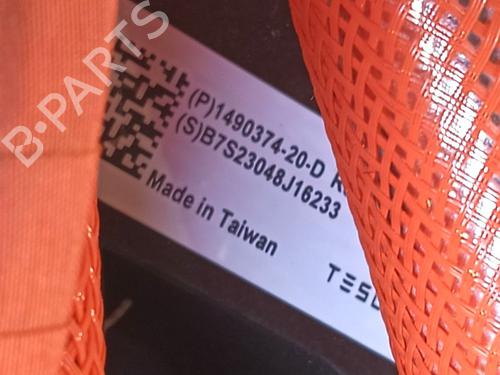 (P)1490374-20-D
(S)B7S23048J16233
Made in Taiwan
B·PARTS